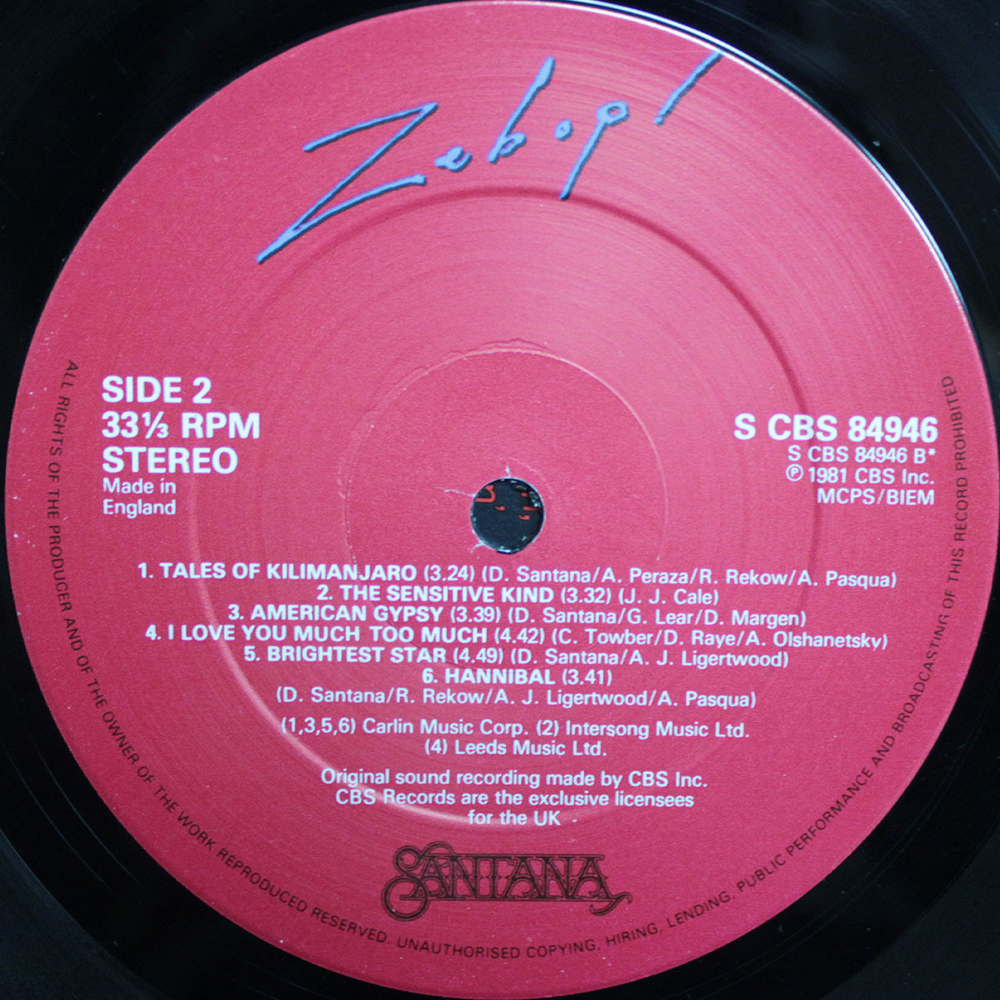 Zebop!
SIDE 2
33⅓ RPM
STEREO
Made in
England
S CBS 84946
S CBS 84946 B*
℗ 1981 CBS Inc.
MCPS/BIEM
1. TALES OF KILIMANJARO (3.24) (D. Santana/A. Peraza/R. Rekow/A. Pasqua)
2. THE SENSITIVE KIND (3.32) (J. J. Cale)
3. AMERICAN GYPSY (3.39) (D. Santana/G. Lear/D. Margen)
4. I LOVE YOU MUCH TOO MUCH (4.42) (C. Towber/D. Raye/A. Olshanetsky)
5. BRIGHTEST STAR (4.49) (D. Santana/A. J. Ligertwood)
6. HANNIBAL (3.41)
(D. Santana/R. Rekow/A. J. Ligertwood/A. Pasqua)
(1,3,5,6) Carlin Music Corp. (2) Intersong Music Ltd.
(4) Leeds Music Ltd.
Original sound recording made by CBS Inc.
CBS Records are the exclusive licensees
for the UK
SANTANA
ALL RIGHTS OF THE PRODUCER AND OF THE OWNER OF THE WORK REPRODUCED RESERVED. UNAUTHORISED COPYING, HIRING, LENDING, PUBLIC PERFORMANCE AND BROADCASTING OF THIS RECORD PROHIBITED